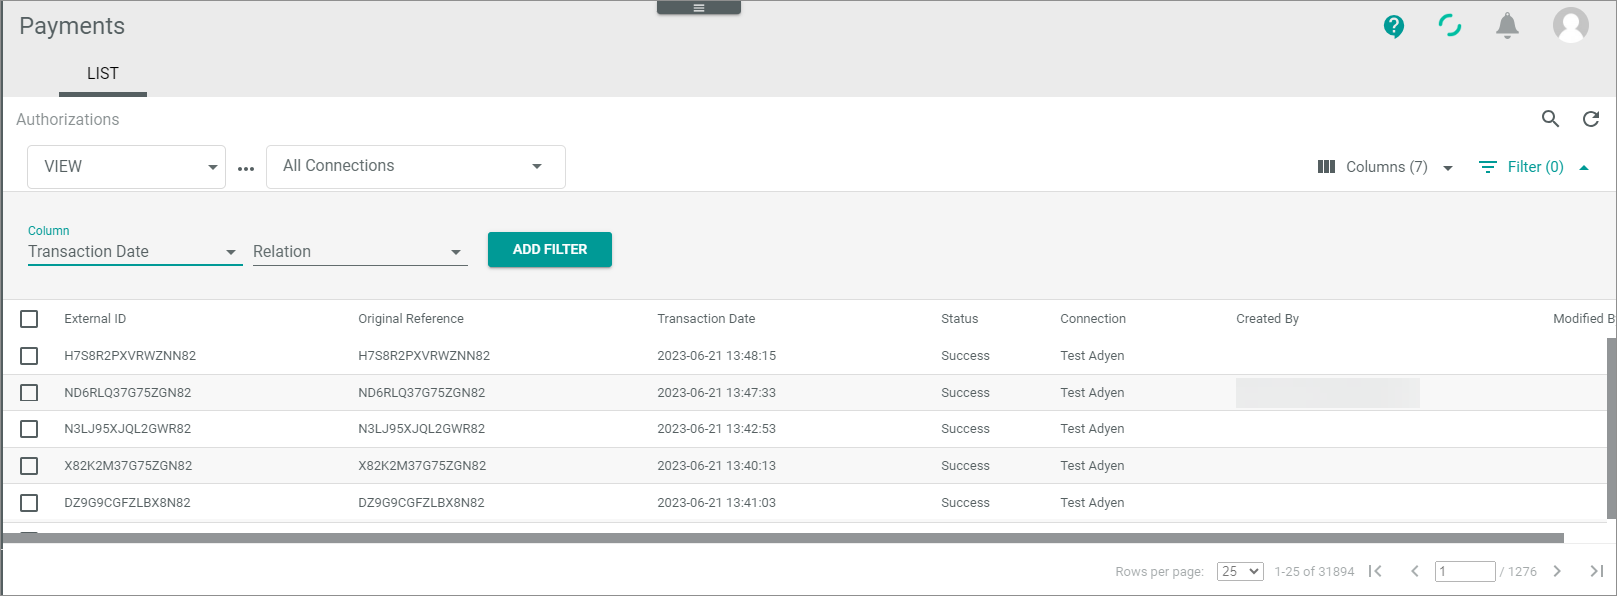 Payments
LIST
Authorizations
VIEW ... All Connections Columns (7) Filter (0)
Column
Transaction Date Relation ADD FILTER
External ID Original Reference Transaction Date Status Connection Created By Modified B
H7S8R2PXVRWZNN82 H7S8R2PXVRWZNN82 2023-06-21 13:48:15 Success Test Adyen
ND6RLQ37G75ZGN82 ND6RLQ37G75ZGN82 2023-06-21 13:47:33 Success Test Adyen
N3LJ95XJQL2GWR82 N3LJ95XJQL2GWR82 2023-06-21 13:42:53 Success Test Adyen
X82K2M37G75ZGN82 X82K2M37G75ZGN82 2023-06-21 13:40:13 Success Test Adyen
DZ9G9CGFZLBX8N82 DZ9G9CGFZLBX8N82 2023-06-21 13:41:03 Success Test Adyen
Rows per page: 25 1-25 of 31894 1 / 1276